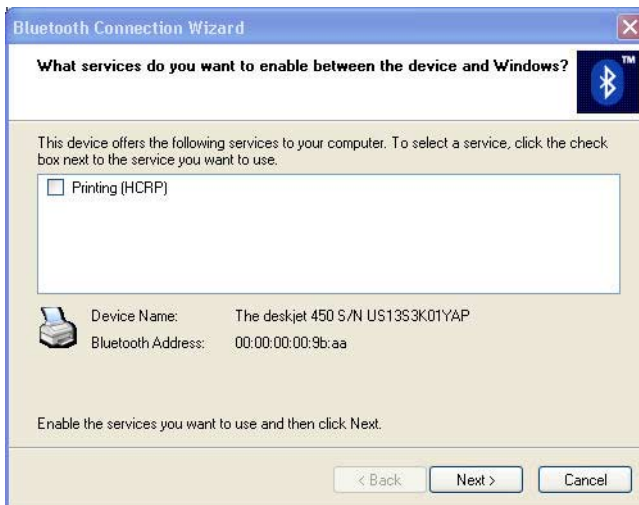 Bluetooth Connection Wizard
What services do you want to enable between the device and Windows?
TM
This device offers the following services to your computer. To select a service, click the check
box next to the service you want to use.
Printing (HCRP)
Device Name: The deskjet 450 S/N US13S3K01YAP
Bluetooth Address: 00:00:00:00:9b:aa
Enable the services you want to use and then click Next.
< Back Next > Cancel